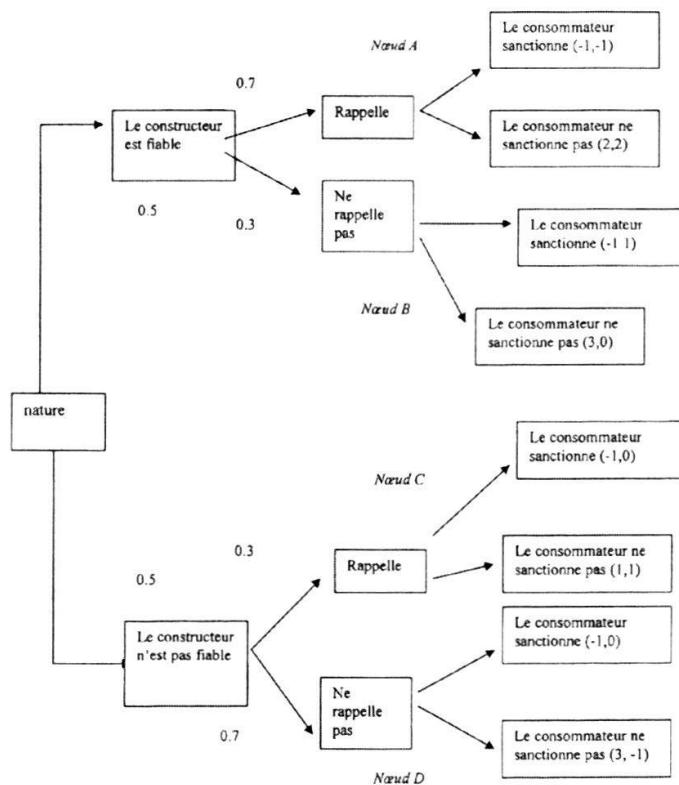 Le consommateur
sanctionne (-1,-1)
Nœud A
0.7
Le constructeur
est fiable
Rappelle
Le consommateur ne
sanctionne pas (2,2)
0.5
0.3
Ne
rappelle
pas
Le consommateur
sanctionne (-1 1)
Nœud B
Le consommateur ne
sanctionne pas (3,0)
nature
Le consommateur
sanctionne (-1,0)
Nœud C
0.3
0.5
Rappelle
Le consommateur ne
sanctionne pas (1,1)
Le constructeur
n'est pas fiable
Le consommateur
sanctionne (-1,0)
0.7
Ne
rappelle
pas
Le consommateur ne
sanctionne pas (3, -1)
Nœud D